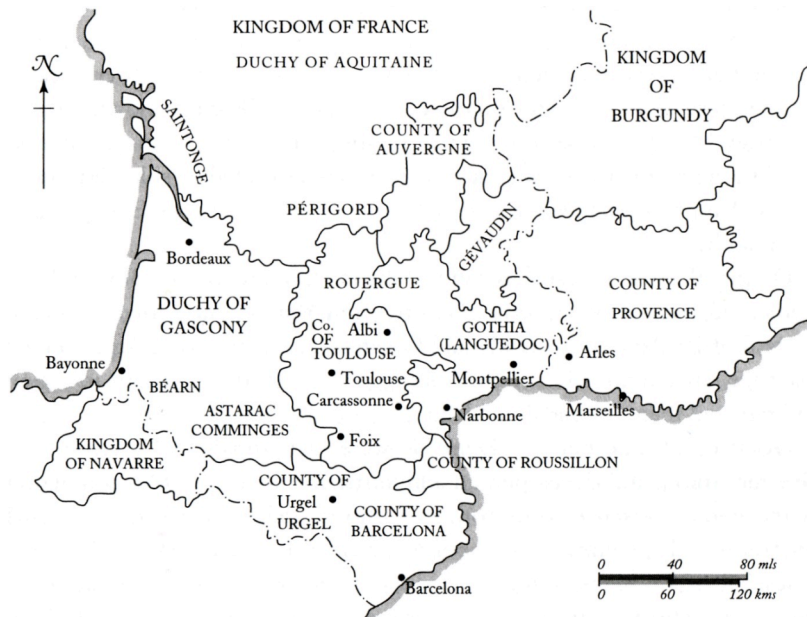 KINGDOM OF FRANCE
DUCHY OF AQUITAINE
KINGDOM
OF
BURGUNDY
N
SAINTONGE
COUNTY OF
AUVERGNE
PÉRIGORD
GÉVAUDIN
Bordeaux
ROUERGUE
COUNTY OF
PROVENCE
DUCHY OF
GASCONY
Co.
OF
TOULOUSE
Albi
GOTHIA
(LANGUEDOC)
Arles
Bayonne
Toulouse
Montpellier
BÉARN
Carcassonne
Narbonne
Marseilles
ASTARAC
COMMINGES
Foix
KINGDOM
OF NAVARRE
COUNTY OF ROUSSILLON
COUNTY OF
Urgel
URGEL
COUNTY OF
BARCELONA
Barcelona
0 40 80 mls
0 60 120 kms